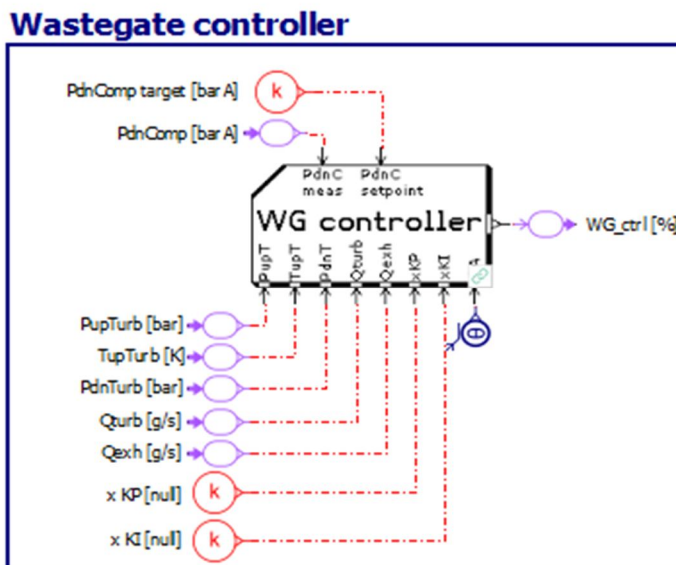 Wastegate controller
PdnComp target [bar A]
k
PdnComp [bar A]
PdnC meas
PdnC setpoint
WG controller
WG_ctrl [%]
PupT
TupT
PdnT
Qturb
Qexh
xKP
xKI
PupTurb [bar]
TupTurb [K]
PdnTurb [bar]
Qturb [g/s]
Qexh [g/s]
x KP [null]
k
x KI [null]
k